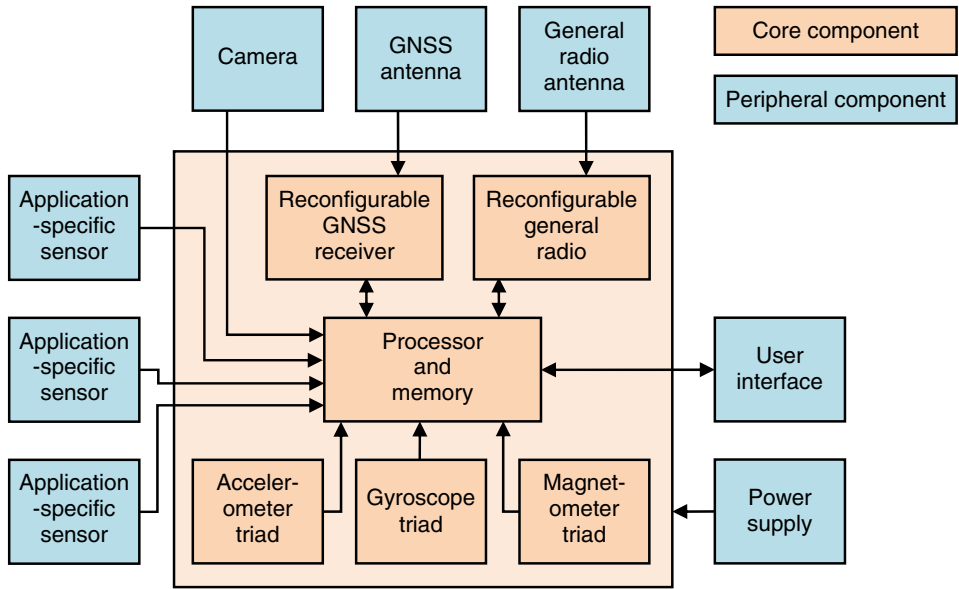 Camera
GNSS
antenna
General
radio
antenna
Core component
Peripheral component
Application
-specific
sensor
Reconfigurable
GNSS
receiver
Reconfigurable
general
radio
Application
-specific
sensor
Processor
and
memory
User
interface
Application
-specific
sensor
Acceler-
ometer
triad
Gyroscope
triad
Magnet-
ometer
triad
Power
supply